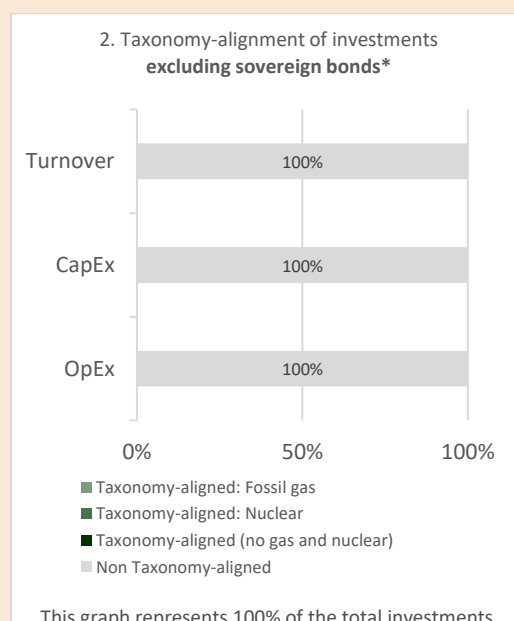 2. Taxonomy-alignment of investments
excluding sovereign bonds*
Turnover
100%
CapEx
100%
OpEx
100%
0%
50%
100%
Taxonomy-aligned: Fossil gas
Taxonomy-aligned: Nuclear
Taxonomy-aligned (no gas and nuclear)
Non Taxonomy-aligned
This graph represents 100% of the total investments